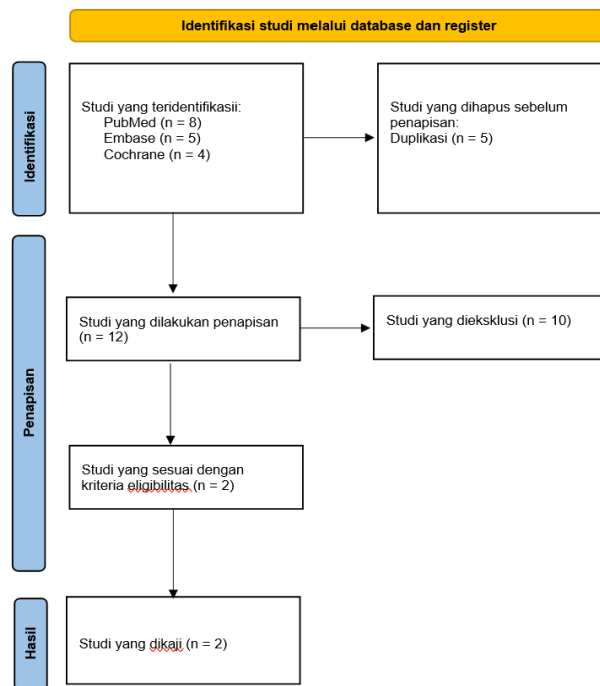 Identifikasi studi melalui database dan register
Identifikasi
Studi yang teridentifikasii:
PubMed (n = 8)
Embase (n = 5)
Cochrane (n = 4)
Studi yang dihapus sebelum
penapisan:
Duplikasi (n = 5)
Penapisan
Studi yang dilakukan penapisan
(n = 12)
Studi yang dieksklusi (n = 10)
Studi yang sesuai dengan
kriteria eligibilitas (n = 2)
Hasil
Studi yang dikaji (n = 2)